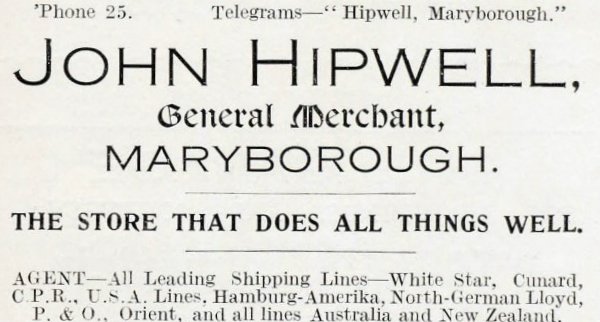 'Phone 25. Telegrams—"Hipwell, Maryborough."
JOHN HIPWELL,
General Merchant,
MARYBOROUGH.
THE STORE THAT DOES ALL THINGS WELL.
AGENT—All Leading Shipping Lines—White Star, Cunard,
C.P.R., U.S.A. Lines, Hamburg-Amerika, North-German Lloyd,
P. & O., Orient, and all lines Australia and New Zealand.